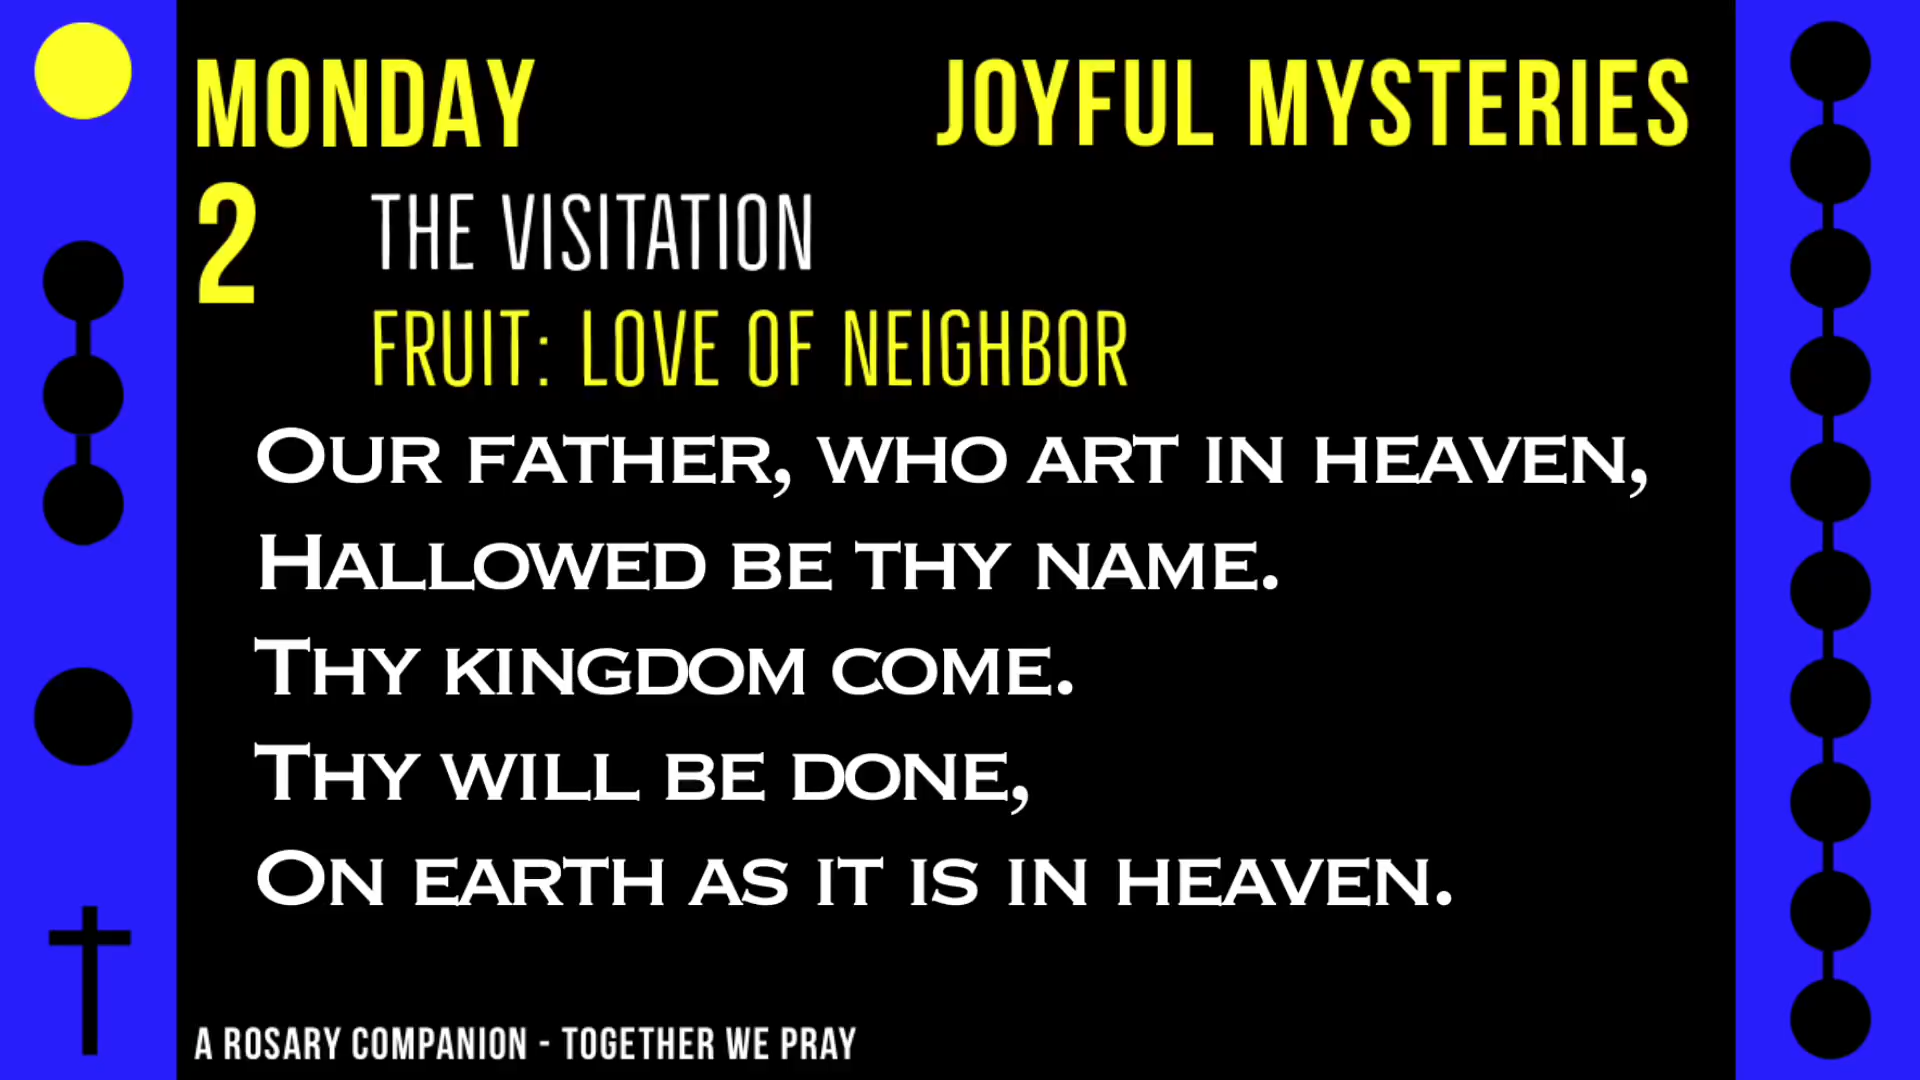 MONDAY JOYFUL MYSTERIES
2 THE VISITATION
FRUIT: LOVE OF NEIGHBOR
OUR FATHER, WHO ART IN HEAVEN,
HALLOWED BE THY NAME.
THY KINGDOM COME.
THY WILL BE DONE,
ON EARTH AS IT IS IN HEAVEN.
A ROSARY COMPANION - TOGETHER WE PRAY